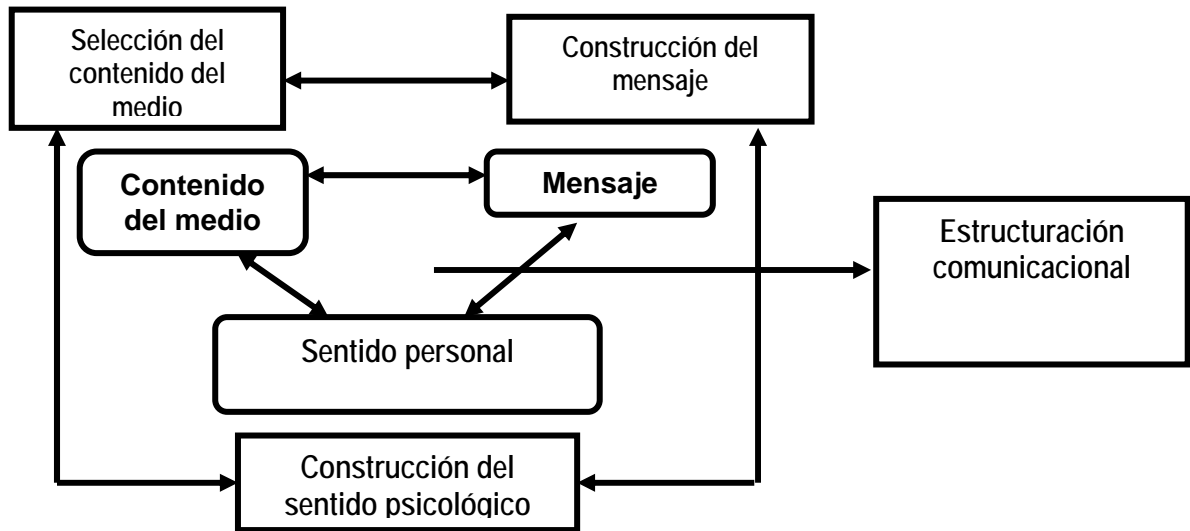 Selección del
contenido del
medio
Construcción del
mensaje
Contenido
del medio
Mensaje
Estructuración
comunicacional
Sentido personal
Construcción del
sentido psicológico